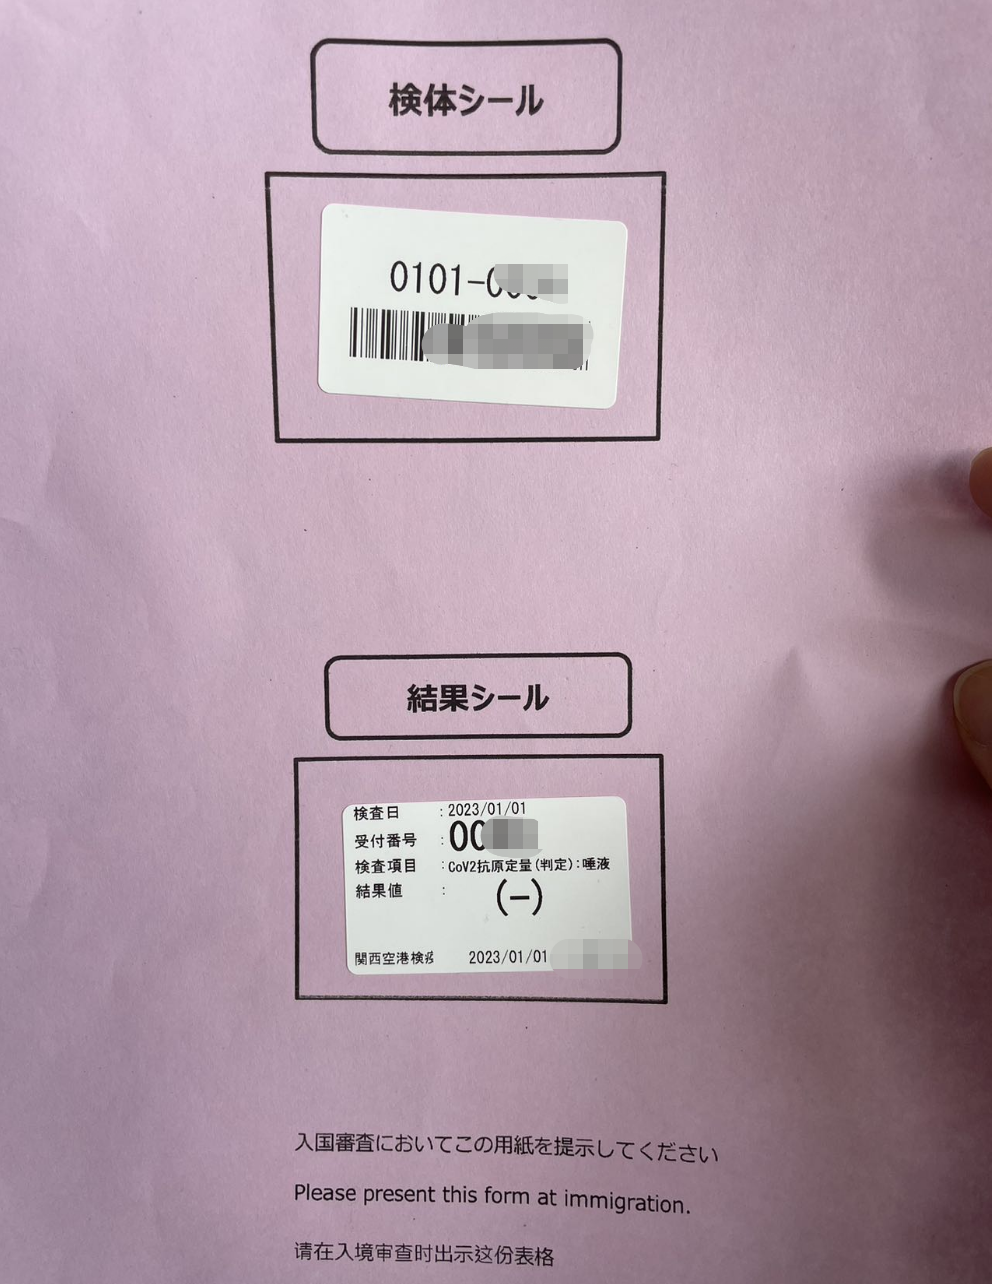 検体シール
0101-0
結果シール
検査日 : 2023/01/01
受付番号 : 00
検査項目 : CoV2抗原定量(判定):唾液
結果値 : (−)
関西空港検疫 2023/01/01
入国審査においてこの用紙を提示してください
Please present this form at immigration.
请在入境审查时出示这份表格